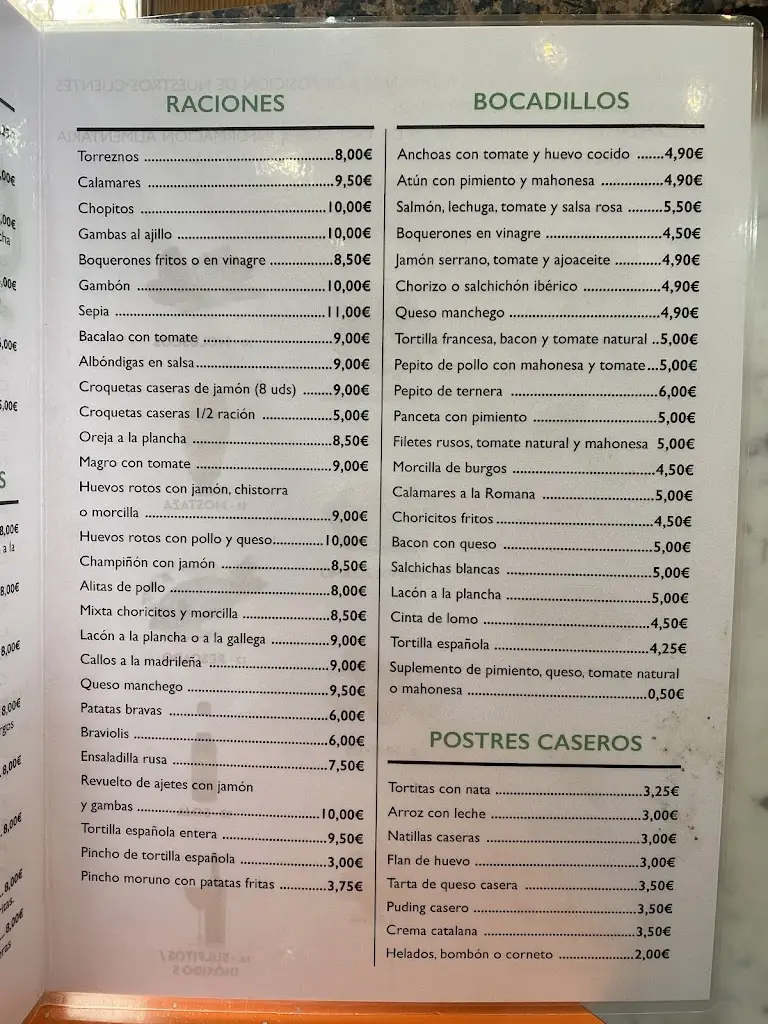 RACIONES
Torreznos ........ 8,00€
Calamares ........ 9,50€
Chopitos ........ 10,00€
Gambas al ajillo ........ 10,00€
Boquerones fritos o en vinagre ........ 8,50€
Gambón ........ 10,00€
Sepia ........ 11,00€
Bacalao con tomate ........ 9,00€
Albóndigas en salsa ........ 9,00€
Croquetas caseras de jamón (8 uds) ........ 9,00€
Croquetas caseras 1/2 ración ........ 5,00€
Oreja a la plancha ........ 8,50€
Magro con tomate ........ 9,00€
Huevos rotos con jamón, chistorra
o morcilla ........ 9,00€
Huevos rotos con pollo y queso ........ 10,00€
Champiñón con jamón ........ 8,50€
Alitas de pollo ........ 8,00€
Mixta choricitos y morcilla ........ 8,50€
Lacón a la plancha o a la gallega ........ 9,00€
Callos a la madrileña ........ 9,00€
Queso manchego ........ 9,50€
Patatas bravas ........ 6,00€
Braviolis ........ 6,00€
Ensaladilla rusa ........ 7,50€
Revuelto de ajetes con jamón
y gambas ........ 10,00€
Tortilla española entera ........ 9,50€
Pincho de tortilla española ........ 3,00€
Pincho moruno con patatas fritas ........ 3,75€
BOCADILLOS
Anchoas con tomate y huevo cocido ........ 4,90€
Atún con pimiento y mahonesa ........ 4,90€
Salmón, lechuga, tomate y salsa rosa ........ 5,50€
Boquerones en vinagre ........ 4,50€
Jamón serrano, tomate y ajoaceite ........ 4,90€
Chorizo o salchichón ibérico ........ 4,90€
Queso manchego ........ 4,90€
Tortilla francesa, bacon y tomate natural ..5,00€
Pepito de pollo con mahonesa y tomate...5,00€
Pepito de ternera ........ 6,00€
Panceta con pimiento ........ 5,00€
Filetes rusos, tomate natural y mahonesa 5,00€
Morcilla de burgos ........ 4,50€
Calamares a la Romana ........ 5,00€
Choricitos fritos ........ 4,50€
Bacon con queso ........ 5,00€
Salchichas blancas ........ 5,00€
Lacón a la plancha ........ 5,00€
Cinta de lomo ........ 4,50€
Tortilla española ........ 4,25€
Suplemento de pimiento, queso, tomate natural
o mahonesa ........ 0,50€
POSTRES CASEROS
Tortitas con nata ........ 3,25€
Arroz con leche ........ 3,00€
Natillas caseras ........ 3,00€
Flan de huevo ........ 3,00€
Tarta de queso casera ........ 3,50€
Puding casero ........ 3,50€
Crema catalana ........ 3,50€
Helados, bombón o corneto ........ 2,00€